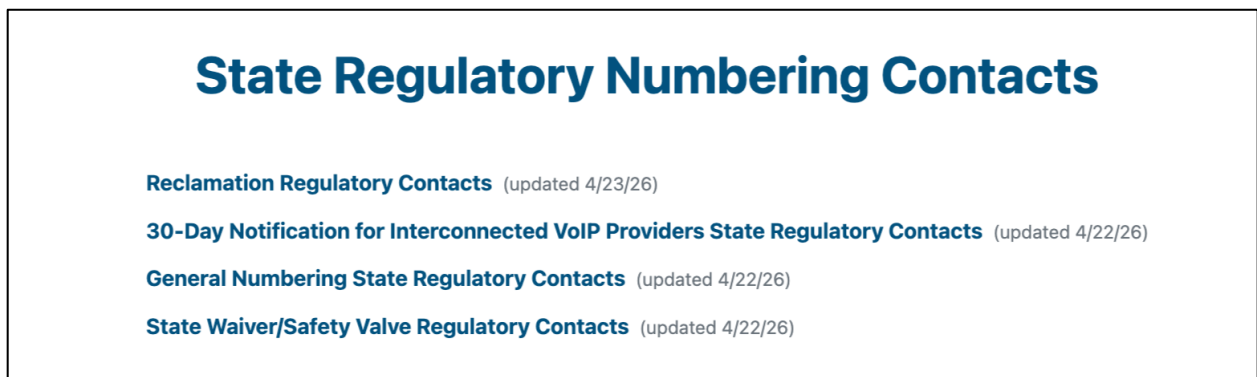 State Regulatory Numbering Contacts
Reclamation Regulatory Contacts (updated 4/23/26)
30-Day Notification for Interconnected VoIP Providers State Regulatory Contacts (updated 4/22/26)
General Numbering State Regulatory Contacts (updated 4/22/26)
State Waiver/Safety Valve Regulatory Contacts (updated 4/22/26)